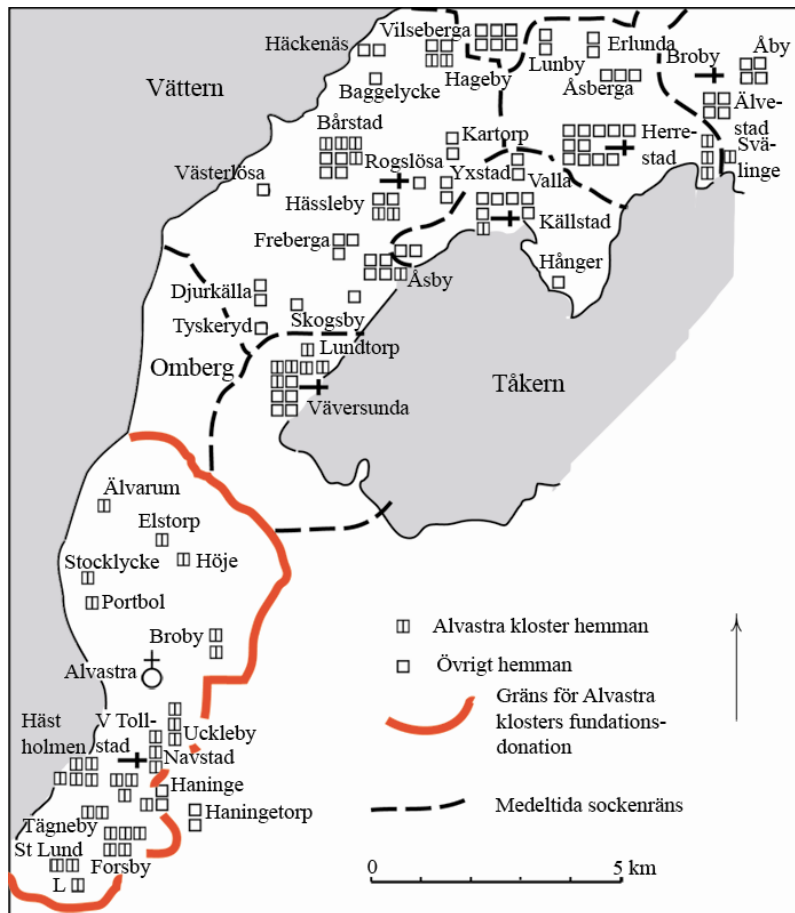 Vilseberga
Häckenäs
Erlunda
Åby
Lunby
Broby
Hageby
Åsberga
Vättern
Baggelycke
Älve-
stad
Bårstad
Kartorp
Herre-
stad
Svä-
linge
Rogslösa
Yxstad
Valla
Västerlösa
Hässleby
Källstad
Freberga
Hånger
Åsby
Djurkälla
Skogsby
Tyskeryd
Lundtorp
Omberg
Tåkern
Väversunda
Älvarum
Elstorp
Stocklycke
Höje
Portbol
Broby
Alvastra kloster hemman
Alvastra
Övrigt hemman
Gräns för Alvastra
klosters fundations-
donation
Häst
holmen
V Toll-
stad
Uckleby
Navstad
Haninge
Haningetorp
Medeltida sockenräns
Tägneby
St Lund
Forsby
L
0
5 km